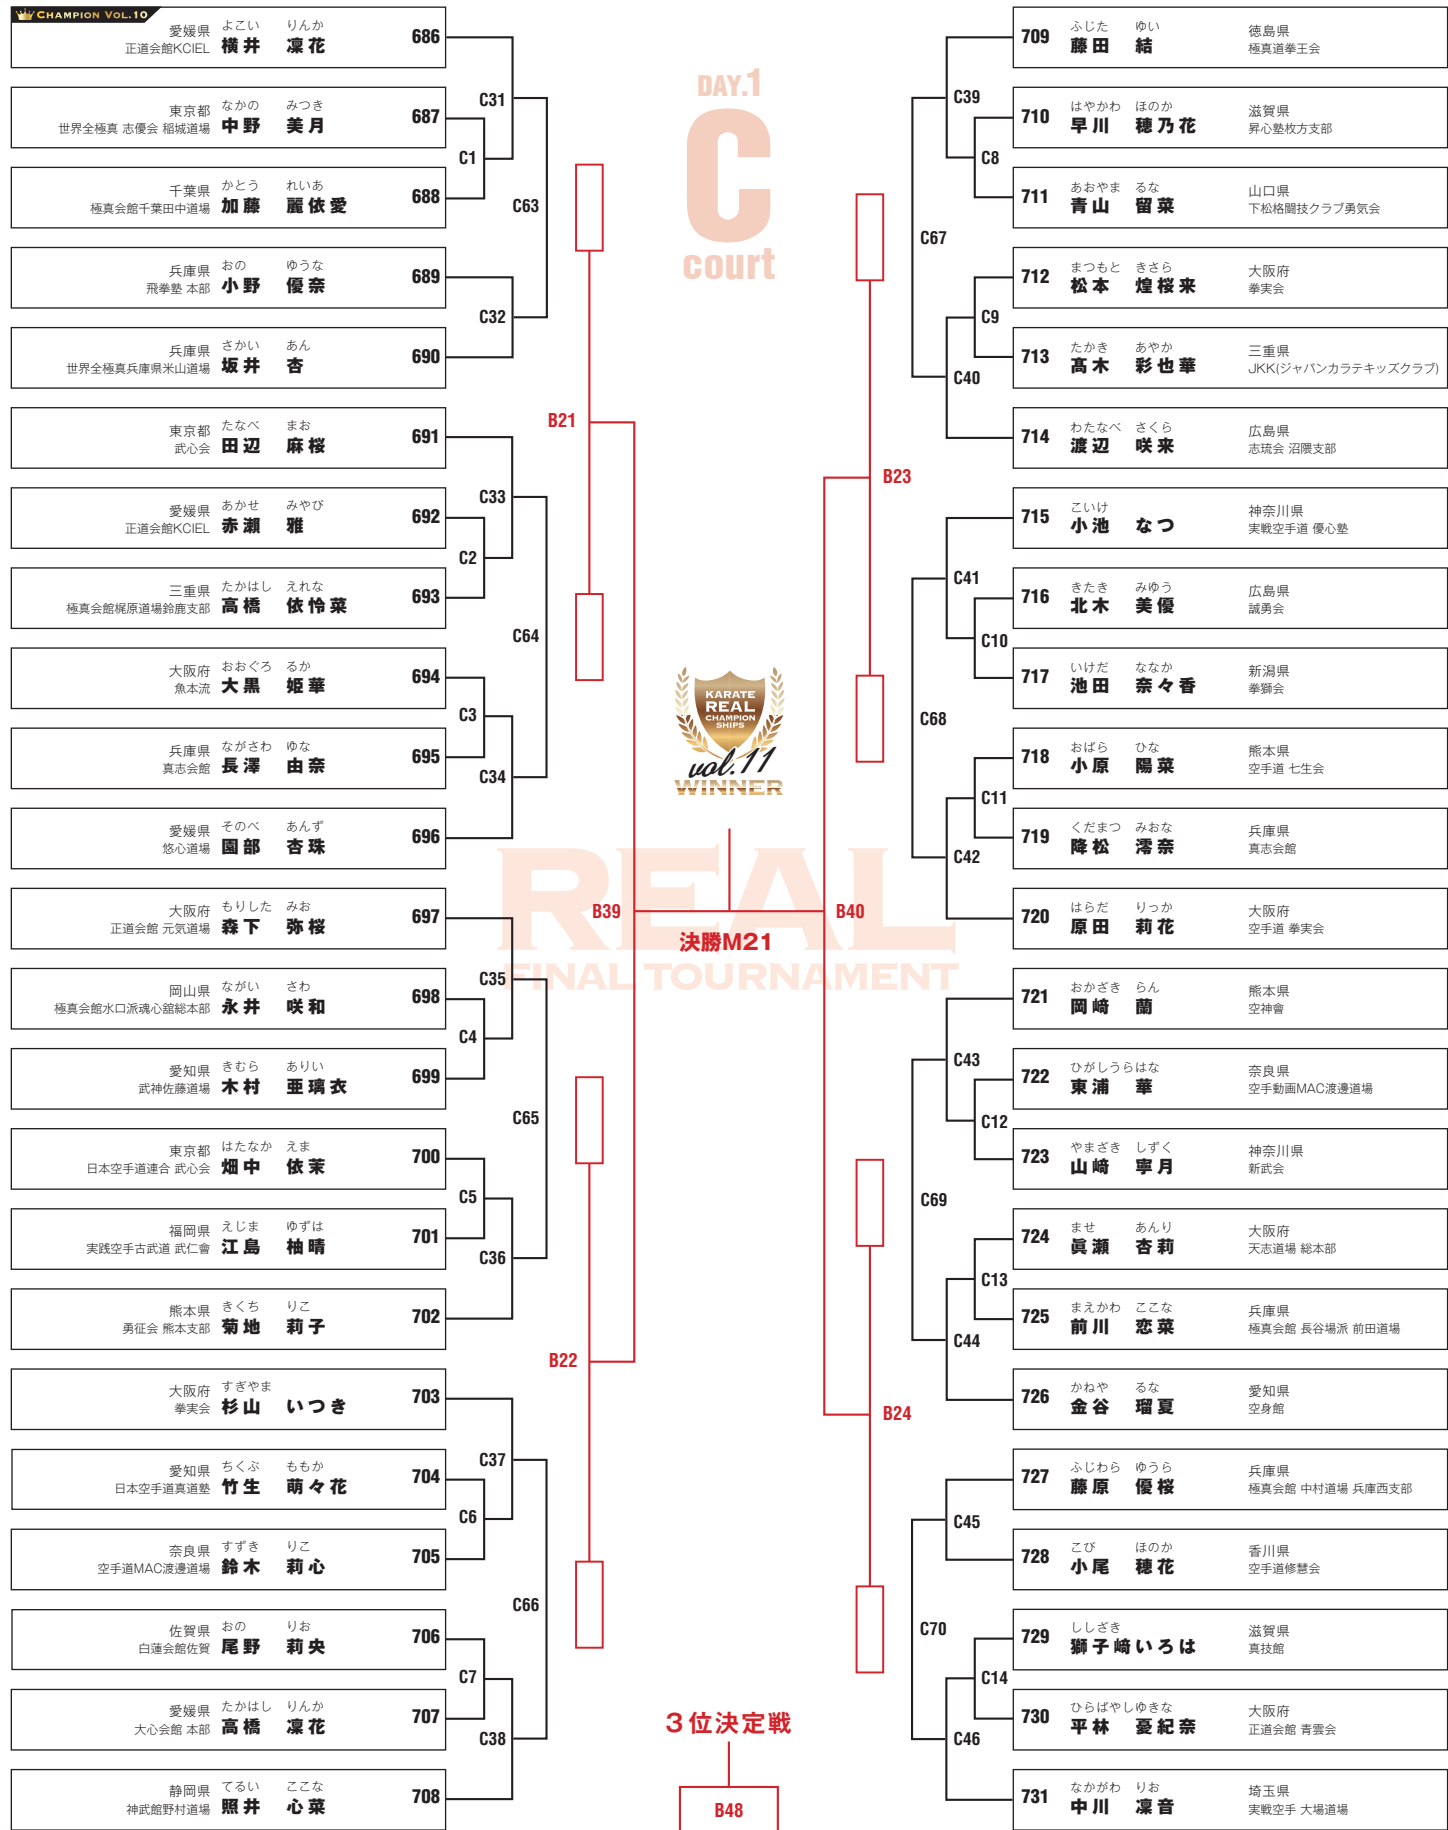 CHAMPION VOL.10
愛媛県 よこい りんか
正道会館KCIEL 横井 凜花 686
東京都 なかの みつき
世界全極真 志優会 稲城道場 中野 美月 687
千葉県 かとう れいあ
極真会館千葉田中道場 加藤 麗依愛 688
兵庫県 おの ゆうな
飛拳塾 本部 小野 優奈 689
兵庫県 さかい あん
世界全極真兵庫県米山道場 坂井 杏 690
東京都 たなべ まお
武心会 田辺 麻桜 691
愛媛県 あかせ みやび
正道会館KCIEL 赤瀬 雅 692
三重県 たかはし えれな
極真会館梶原道場鈴鹿支部 高橋 依怜菜 693
大阪府 おおぐろ るか
魚本流 大黒 姫華 694
兵庫県 ながさわ ゆな
真志会館 長澤 由奈 695
愛媛県 そのべ あんず
悠心道場 園部 杏珠 696
大阪府 もりした みお
正道会館 元気道場 森下 弥桜 697
岡山県 ながい さわ
極真会館水口派魂心舘総本部 永井 咲和 698
愛知県 きむら ありい
武神佐藤道場 木村 亜璃衣 699
東京都 はたなか えま
日本空手道連合 武心会 畑中 依茉 700
福岡県 えじま ゆずは
実践空手古武道 武仁會 江島 柚晴 701
熊本県 きくち りこ
勇征会 熊本支部 菊地 莉子 702
大阪府 すぎやま
拳実会 杉山 いつき 703
愛知県 ちくぶ ももか
日本空手道真道塾 竹生 萌々花 704
奈良県 すずき りこ
空手道MAC渡邊道場 鈴木 莉心 705
佐賀県 おの りお
白蓮会館佐賀 尾野 莉央 706
愛媛県 たかはし りんか
大心会館 本部 高橋 凜花 707
静岡県 てるい ここな
神武館野村道場 照井 心菜 708
C1
C2
C3
C4
C5
C6
C7
C31
C32
C33
C34
C35
C36
C37
C38
C63
C64
C65
C66
B21
B22
B39
DAY.1
C
court
KARATE
REAL
CHAMPION
SHIPS
vol.11
WINNER
REAL
FINAL TOURNAMENT
決勝M21
3位決定戦
B48
B40
B23
B24
C67
C68
C69
C70
C39
C40
C41
C42
C43
C44
C45
C46
C8
C9
C10
C11
C12
C13
C14
ふじた ゆい 徳島県
709 藤田 結 極真道拳王会
はやかわ ほのか 滋賀県
710 早川 穂乃花 昇心塾枚方支部
あおやま るな 山口県
711 青山 留菜 下松格闘技クラブ勇気会
まつもと きさら 大阪府
712 松本 煌桜来 拳実会
たかき あやか 三重県
713 髙木 彩也華 JKK(ジャパンカラテキッズクラブ)
わたなべ さくら 広島県
714 渡辺 咲来 志琉会 沼隈支部
こいけ 神奈川県
715 小池 なつ 実戦空手道 優心塾
きたき みゆう 広島県
716 北木 美優 誠勇会
いけだ ななか 新潟県
717 池田 奈々香 拳獅会
おばら ひな 熊本県
718 小原 陽菜 空手道 七生会
くだまつ みおな 兵庫県
719 降松 澪奈 真志会館
はらだ りっか 大阪府
720 原田 莉花 空手道 拳実会
おかざき らん 熊本県
721 岡﨑 蘭 空神會
ひがしうら はな 奈良県
722 東浦 華 空手動画MAC渡邊道場
やまざき しずく 神奈川県
723 山﨑 寧月 新武会
ませ あんり 大阪府
724 眞瀬 杏莉 天志道場 総本部
まえかわ ここな 兵庫県
725 前川 恋菜 極真会館 長谷場派 前田道場
かねや るな 愛知県
726 金谷 瑠夏 空身館
ふじわら ゆうら 兵庫県
727 藤原 優桜 極真会館 中村道場 兵庫西支部
こび ほのか 香川県
728 小尾 穂花 空手道修慧会
ししざき 滋賀県
729 獅子﨑いろは 真技館
ひらばやし ゆきな 大阪府
730 平林 憂紀奈 正道会館 青雲会
なかがわ りお 埼玉県
731 中川 凜音 実戦空手 大場道場